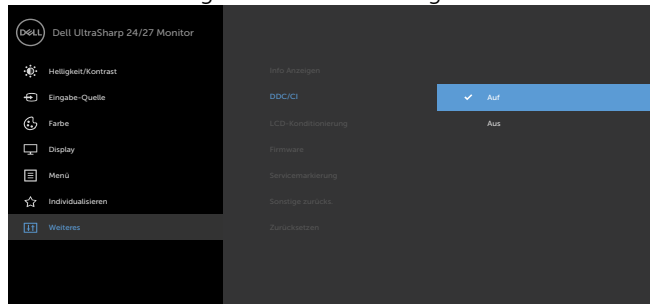 DELL Dell UltraSharp 24/27 Monitor
Helligkeit/Kontrast
Eingabe-Quelle
Farbe
Display
Menü
Individualisieren
Weiteres
Info Anzeigen
DDC/CI
LCD-Konditionierung
Firmware
Servicemarkierung
Sonstige zurücks.
Zurücksetzen
Auf
Aus